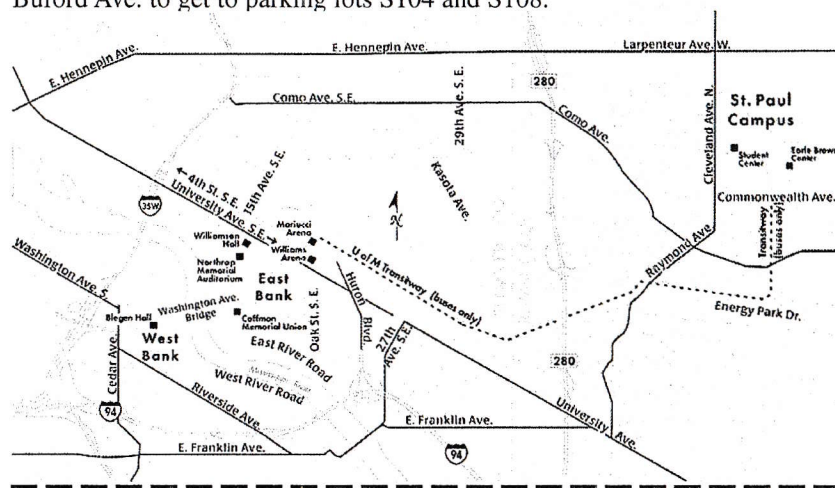 Buford Ave. to get to parking lots S104 and S108.
E. Hennepin Ave.
Larpenteur Ave. W.
E. Hennepin Ave.
280
Como Ave. S.E.
Como Ave.
29th Ave. S.E.
Cleveland Ave. N.
St. Paul
Campus
Student
Center
Earle Brown
Center
Kasota Ave.
Commonwealth Ave.
15th Ave. S.E.
4th St. S.E.
University Ave. S.E.
35W
N
Mariucci
Arena
Williamson
Hall
Williams
Arena
Northrop
Memorial
Auditorium
East
Bank
U of M Transitway (buses only)
Raymond Ave.
Transitway
(buses only)
Energy Park Dr.
Washington Ave. S.
Washington Ave.
Bridge
Blegen Hall
West
Bank
Coffman
Memorial Union
Oak St. S.E.
Huron
Blvd.
27th
Ave. S.E.
East River Road
West River Road
280
Cedar Ave.
Riverside Ave.
94
E. Franklin Ave.
E. Franklin Ave.
94
University
Ave.